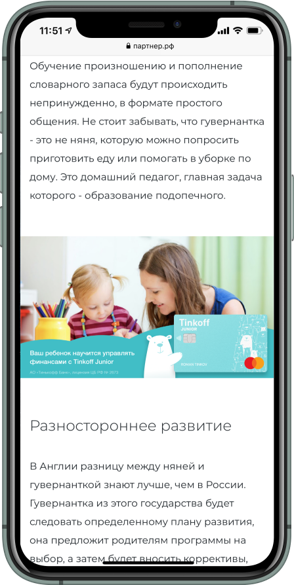 11:51
партнер.рф
Обучение произношению и пополнение
словарного запаса будут происходить
непринужденно, в формате простого
общения. Не стоит забывать, что гувернантка
- это не няня, которую можно попросить
приготовить еду или помогать в уборке по
дому. Это домашний педагог, главная задача
которого - образование подопечного.
Tinkoff
JUNIOR
Ваш ребенок научится управлять
финансами с Tinkoff Junior
Разностороннее развитие
В Англии разницу между няней и
гувернанткой знают лучше, чем в России.
Гувернантка из этого государства будет
следовать определенному плану развития,
она предложит родителям программы на
выбор, а затем будет вносить коррективы,